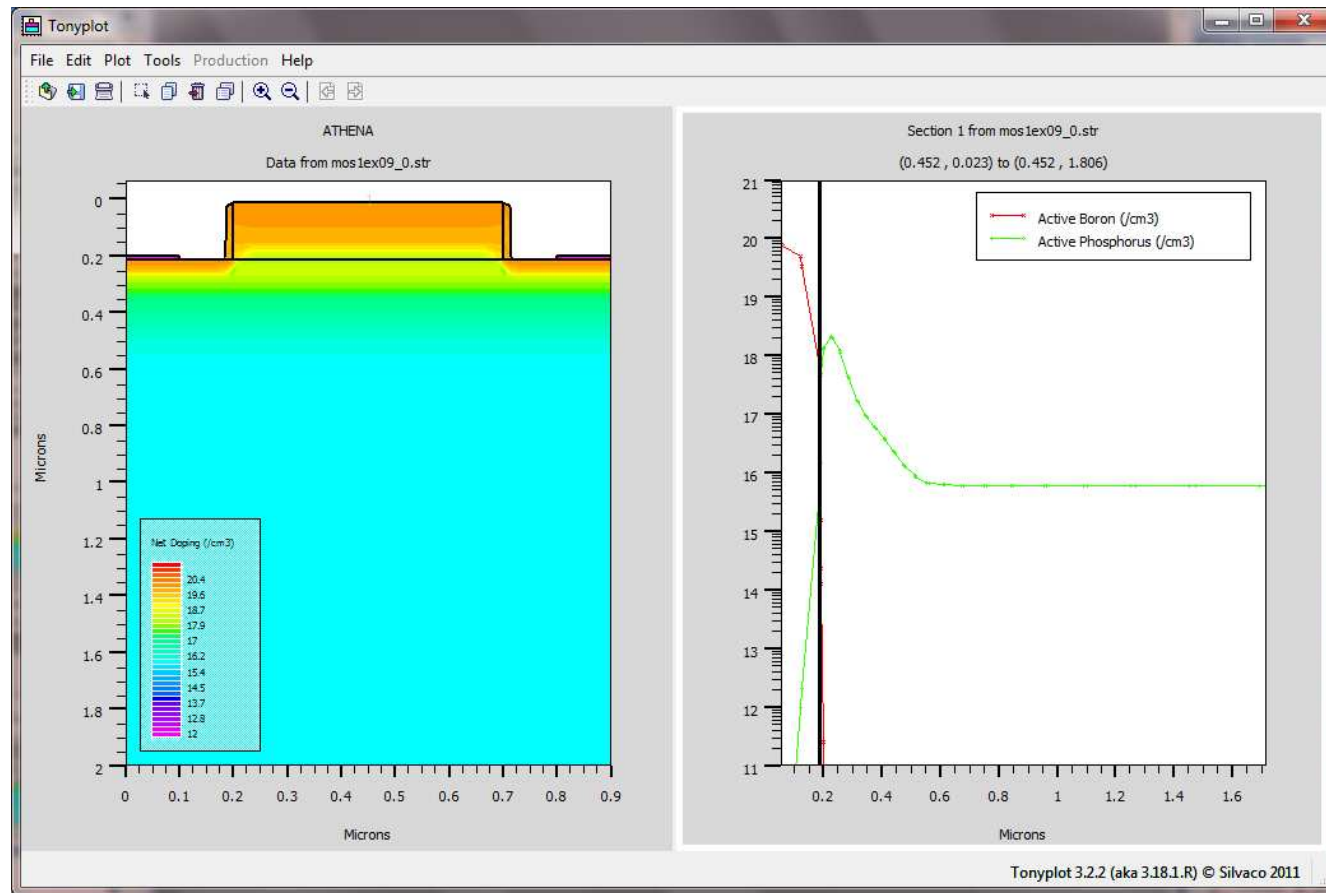 Tonyplot
File Edit Plot Tools Production Help
ATHENA
Data from mos1ex09_0.str
0
0.2
0.4
0.6
0.8
1
1.2
1.4
1.6
1.8
2
Microns
Net Doping (/cm3)
20.4
19.6
18.7
17.9
17
16.2
15.4
14.5
13.7
12.8
12
0 0.1 0.2 0.3 0.4 0.5 0.6 0.7 0.8 0.9
Microns
Section 1 from mos1ex09_0.str
(0.452 , 0.023) to (0.452 , 1.806)
21
20
19
18
17
16
15
14
13
12
11
Active Boron (/cm3)
Active Phosphorus (/cm3)
0.2 0.4 0.6 0.8 1 1.2 1.4 1.6
Microns
Tonyplot 3.2.2 (aka 3.18.1.R) © Silvaco 2011